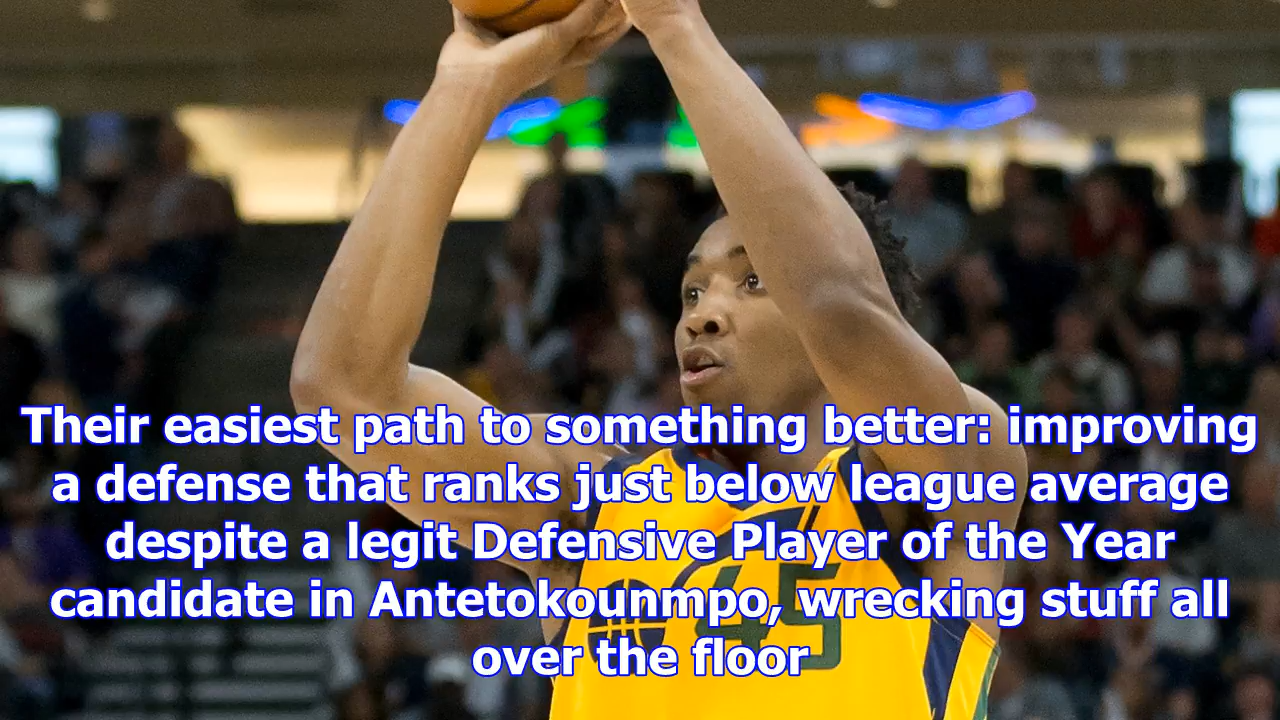 Their easiest path to something better: improving
a defense that ranks just below league average
despite a legit Defensive Player of the Year
candidate in Antetokounmpo, wrecking stuff all
over the floor
45